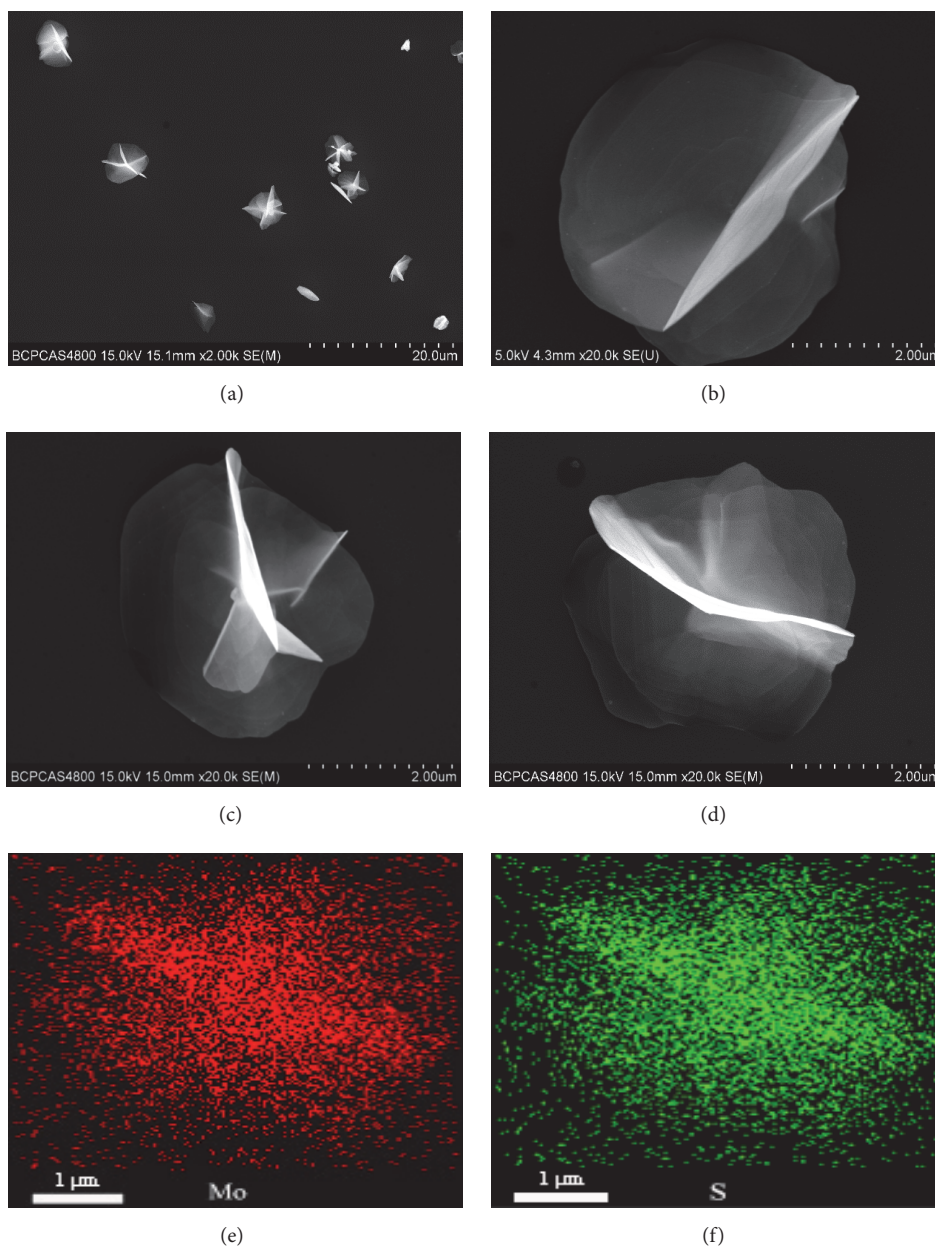 BCPCAS4800 15.0kV 15.1mm x2.00k SE(M) 20.0um
(a)
5.0kV 4.3mm x20.0k SE(U) 2.00um
(b)
BCPCAS4800 15.0kV 15.0mm x20.0k SE(M) 2.00um
(c)
BCPCAS4800 15.0kV 15.0mm x20.0k SE(M) 2.00um
(d)
1 μm
Mo
(e)
1 μm
S
(f)